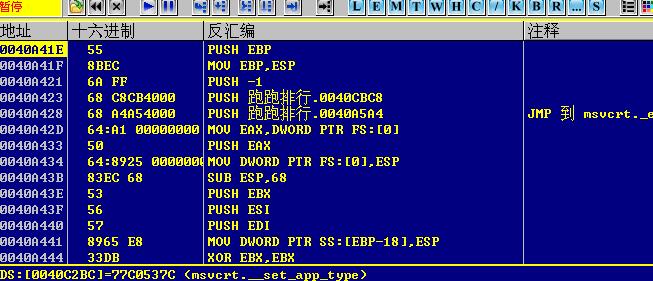 暂停 L E M T W H C / K B R ... S
地址 十六进制 反汇编 注释
0040A41E 55 PUSH EBP
0040A41F 8BEC MOV EBP,ESP
0040A421 6A FF PUSH -1
0040A423 68 C8CB4000 PUSH 跑跑排行.0040CBC8
0040A428 68 A4A54000 PUSH 跑跑排行.0040A5A4 JMP 到 msvcrt._e
0040A42D 64:A1 00000000 MOV EAX,DWORD PTR FS:[0]
0040A433 50 PUSH EAX
0040A434 64:8925 0000000 MOV DWORD PTR FS:[0],ESP
0040A43B 83EC 68 SUB ESP,68
0040A43E 53 PUSH EBX
0040A43F 56 PUSH ESI
0040A440 57 PUSH EDI
0040A441 8965 E8 MOV DWORD PTR SS:[EBP-18],ESP
0040A444 33DB XOR EBX,EBX
DS:[0040C2BC]=77C0537C (msvcrt.__set_app_type)